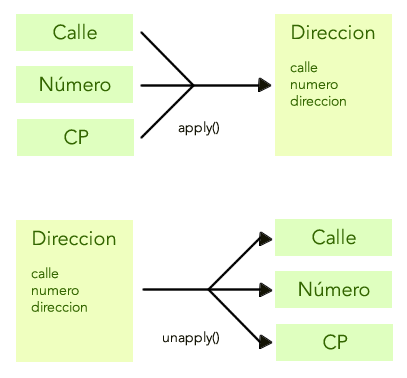 Calle
Número
CP
apply()
Direccion
calle
numero
direccion
Direccion
calle
numero
direccion
unapply()
Calle
Número
CP